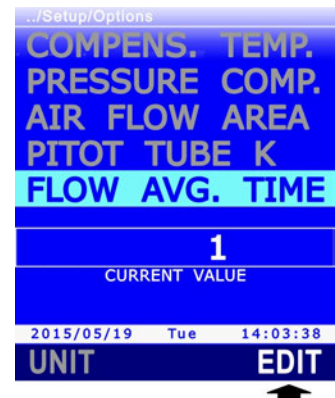 ../Setup/Options
COMPENS. TEMP.
PRESSURE COMP.
AIR FLOW AREA
PITOT TUBE K
FLOW AVG. TIME
1
CURRENT VALUE
2015/05/19 Tue 14:03:38
UNIT EDIT